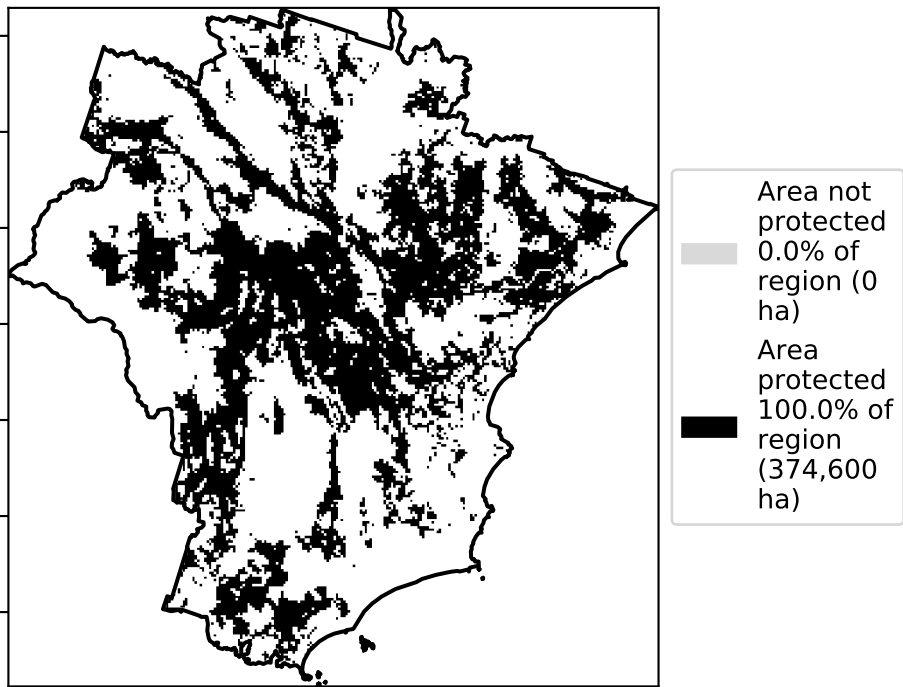 Area not
protected
0.0% of
region (0
ha)
Area
protected
100.0% of
region
(374,600
ha)